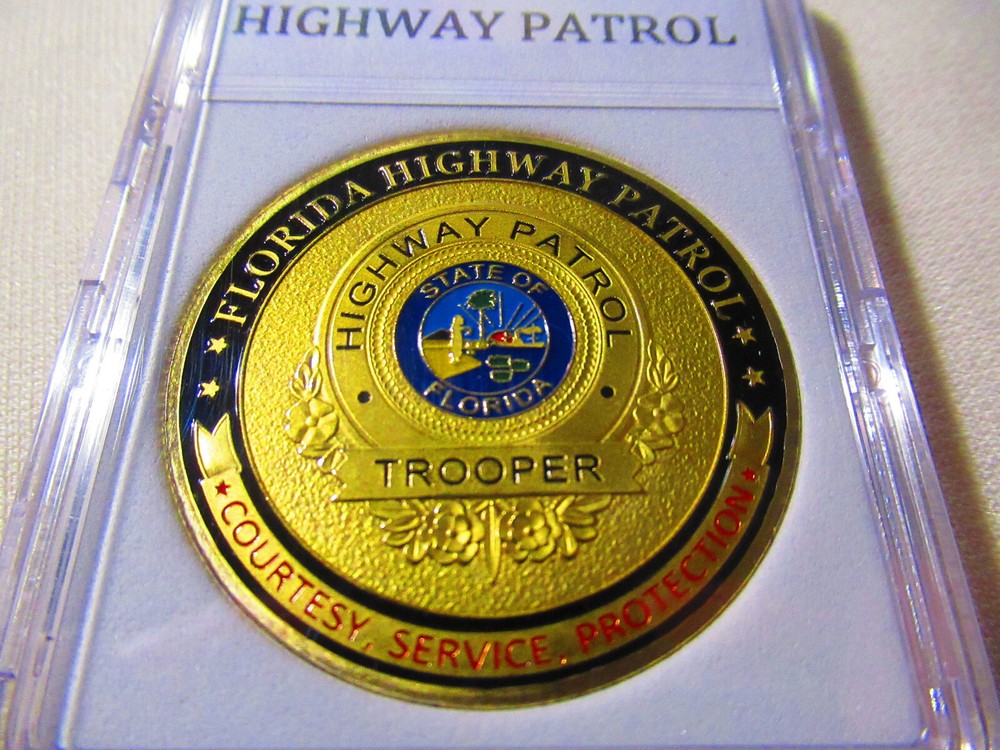 HIGHWAY PATROL
FLORIDA HIGHWAY PATROL
HIGHWAY PATROL
STATE OF
FLORIDA
TROOPER
COURTESY, SERVICE, PROTECTION